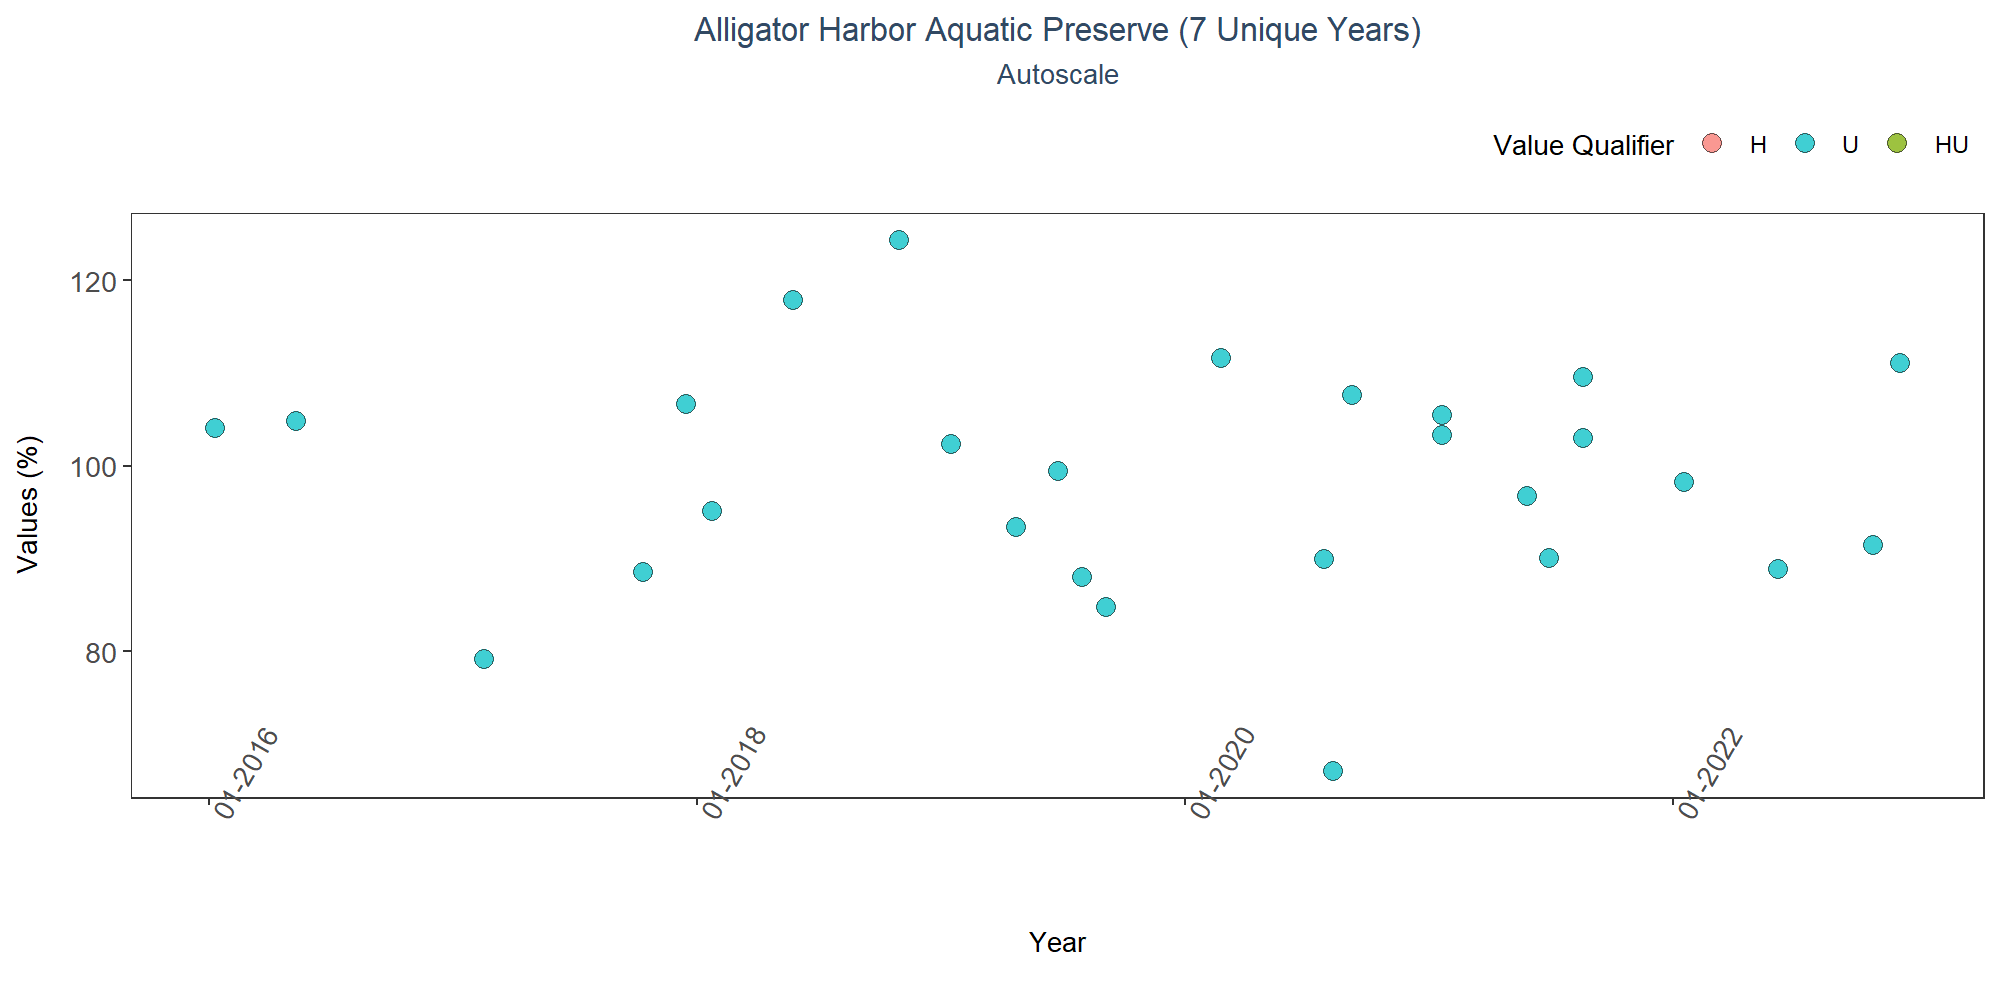 Alligator Harbor Aquatic Preserve (7 Unique Years)
Autoscale
Value Qualifier H U HU
Values (%)
120
100
80
01-2016 01-2018 01-2020 01-2022
Year